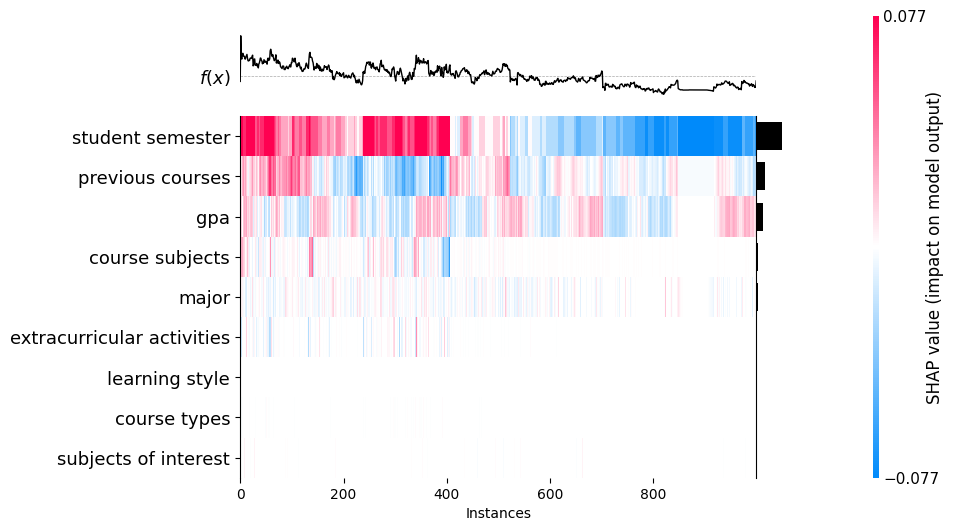 0.077
f(x)
student semester
previous courses
gpa
course subjects
major
extracurricular activities
learning style
course types
subjects of interest
0 200 400 600 800
Instances
−0.077
SHAP value (impact on model output)